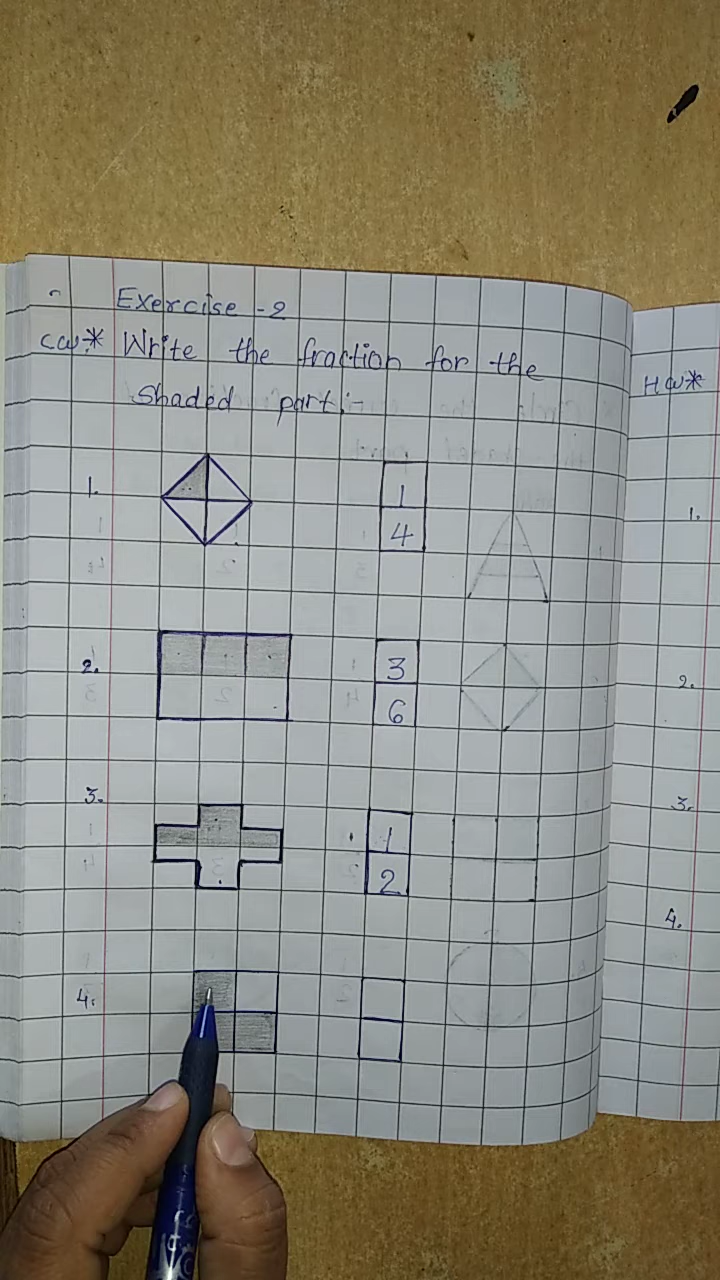 Exercise -2
Cw* Write the fraction for the
Shaded part:-
1. 1
4
2. 3
6
3. 1
2
4.
Hw*
1.
2.
3.
4.